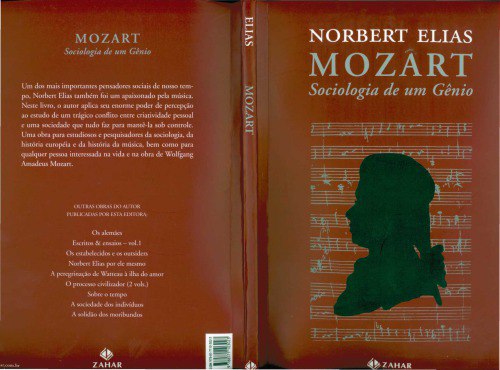 MOZART
Sociologia de um Gênio
Um dos mais importantes pensadores sociais de nosso tem-
po, Norbert Elias também foi um apaixonado pela música.
Neste livro, o autor aplica seu enorme poder de percepção
ao estudo de um trágico conflito entre criatividade pessoal
e uma sociedade que tudo faz para mantê-la sob controle.
Uma obra para estudiosos e pesquisadores da sociologia, da
história européia e da história da música, bem como para
qualquer pessoa interessada na vida e na obra de Wolfgang
Amadeus Mozart.
OUTRAS OBRAS DO AUTOR
PUBLICADAS POR ESTA EDITORA:
Os alemães
Escritos & ensaios – vol.1
Os estabelecidos e os outsiders
Norbert Elias por ele mesmo
A peregrinação de Watteau à ilha do amor
O processo civilizador (2 vols.)
Sobre o tempo
A sociedade dos indivíduos
A solidão dos moribundos
ZAHAR
ELIAS
MOZART
NORBERT ELIAS
MOZART
Sociologia de um Gênio
ZAHAR